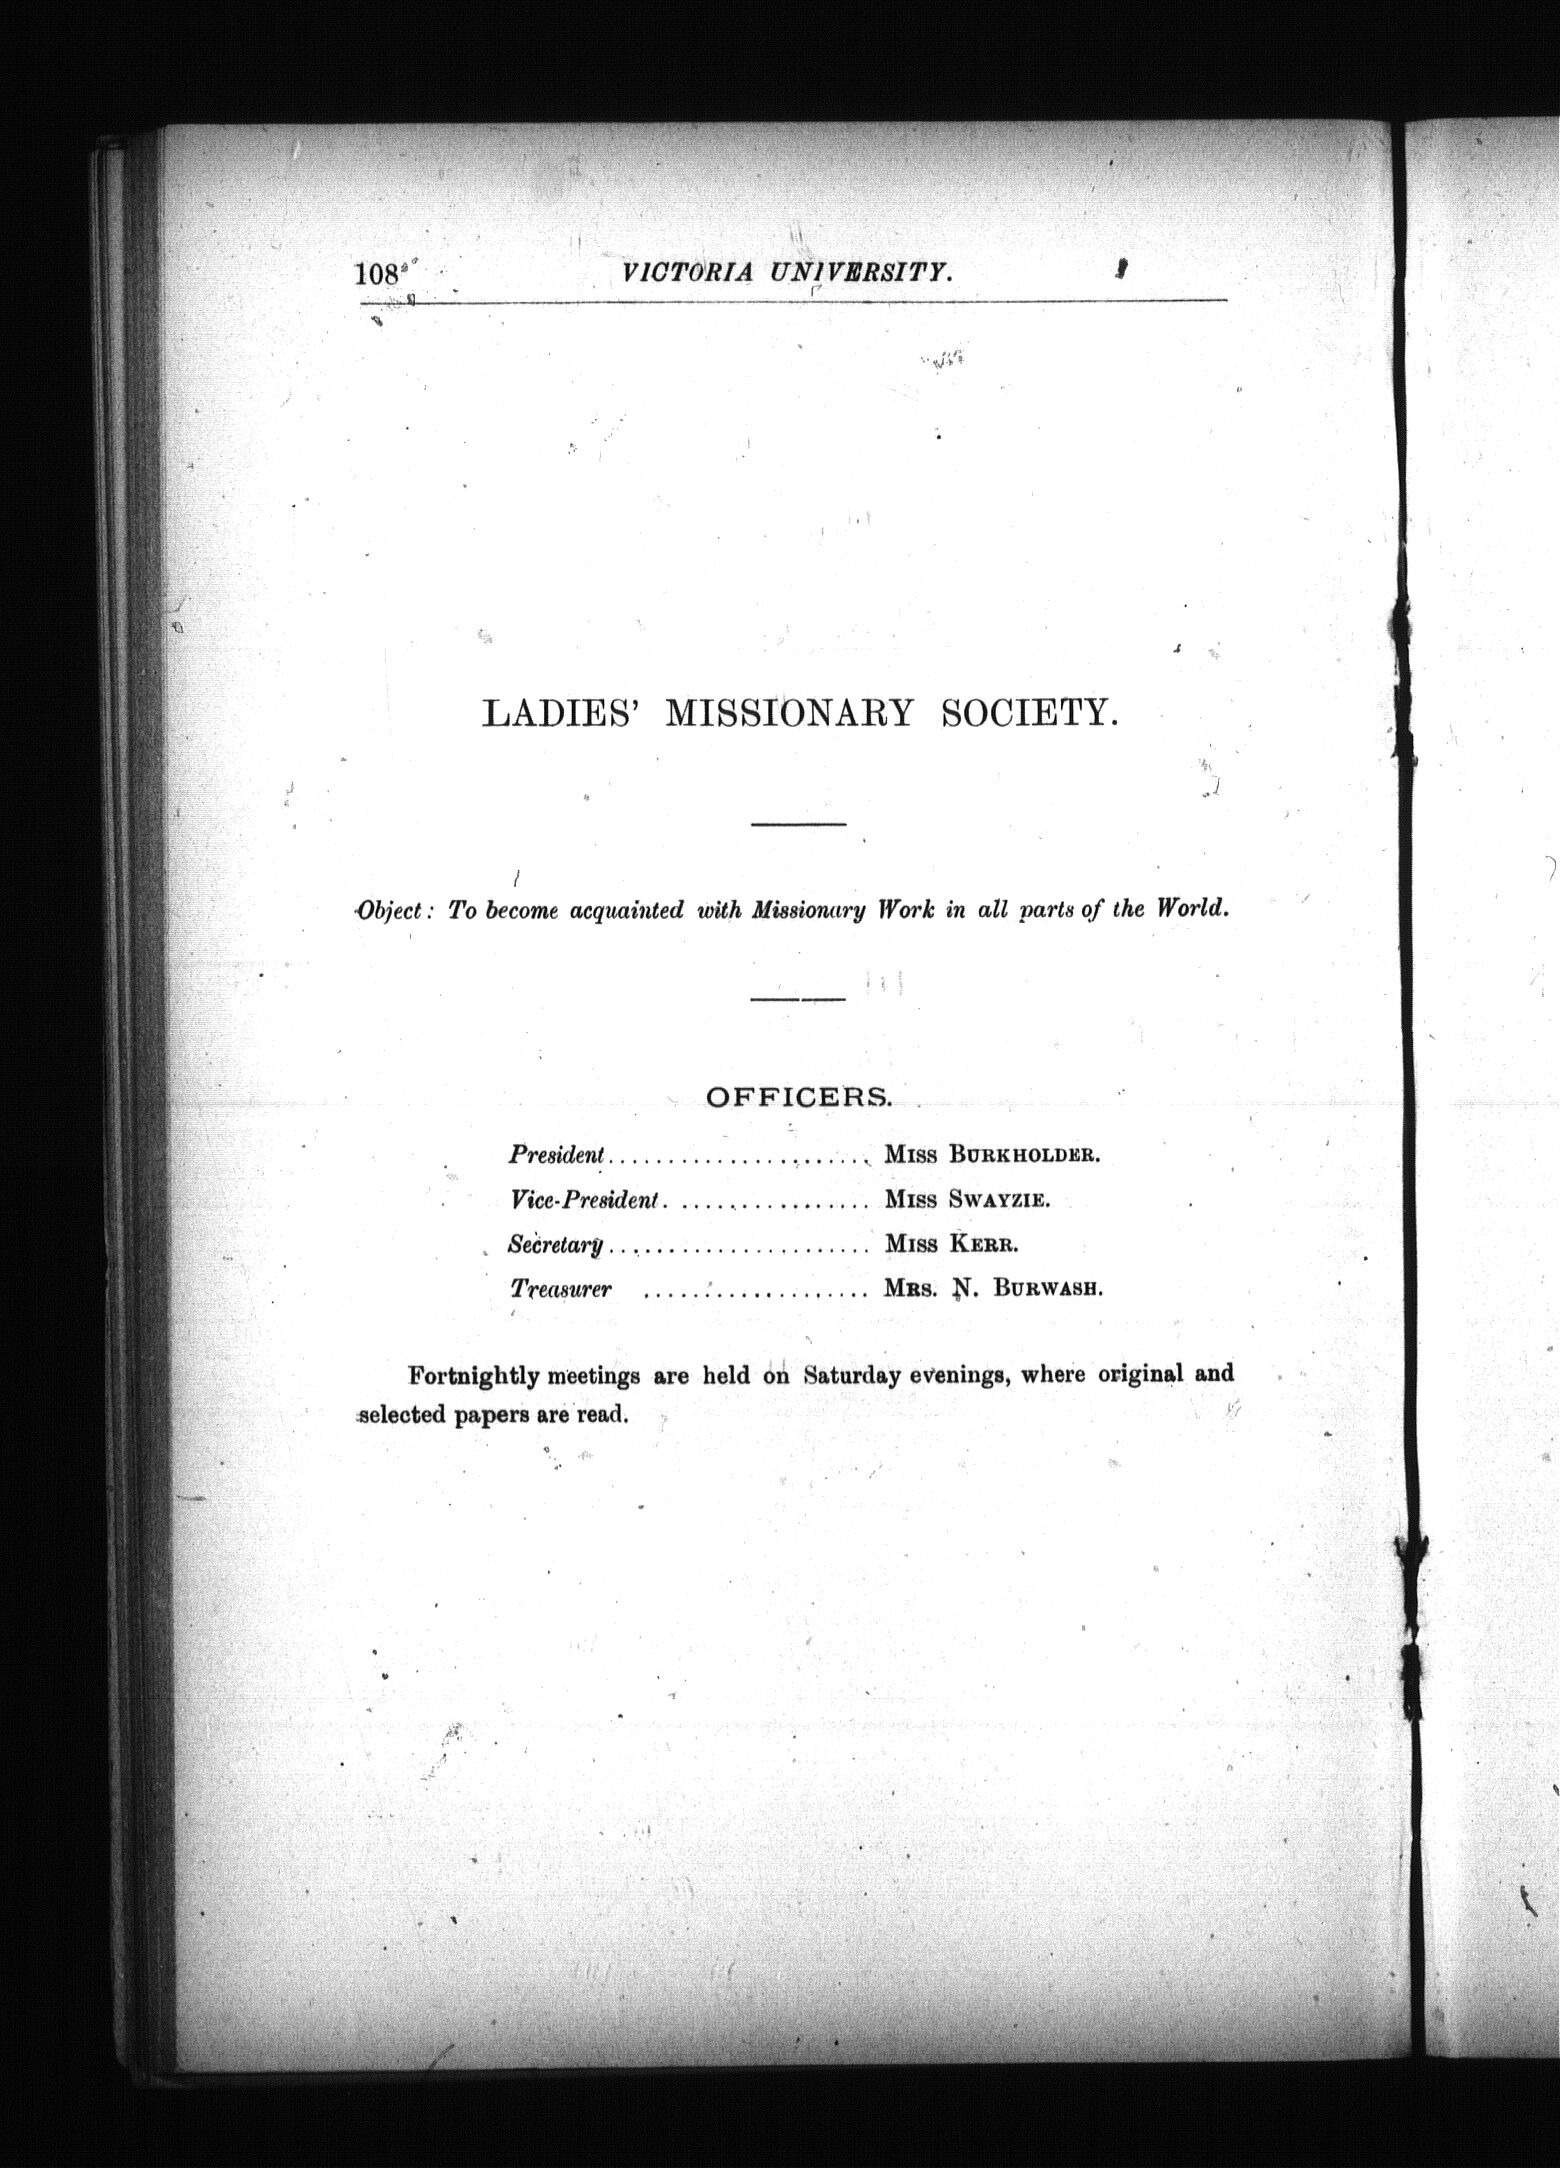 108 VICTORIA UNIVERSITY.
LADIES' MISSIONARY SOCIETY.
Object: To become acquainted with Missionary Work in all parts of the World.
OFFICERS.
President...................... MISS BURKHOLDER.
Vice-President. ................ MISS SWAYZIE.
Secretary...................... MISS KERR.
Treasurer ................... MRS. N. BURWASH.
Fortnightly meetings are held on Saturday evenings, where original and
selected papers are read.